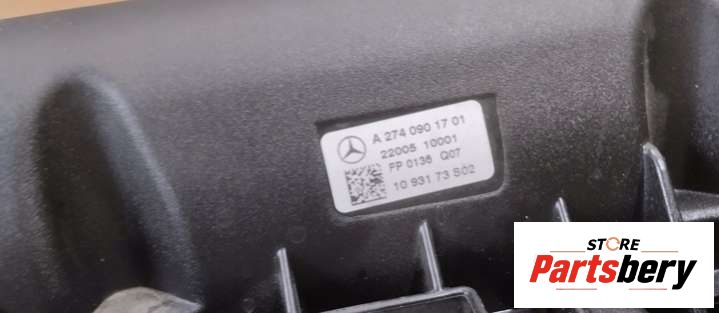 A 274 090 17 01
22005 10001
PP 0136 Q07
10 931 73 S02
STORE
Partsbery